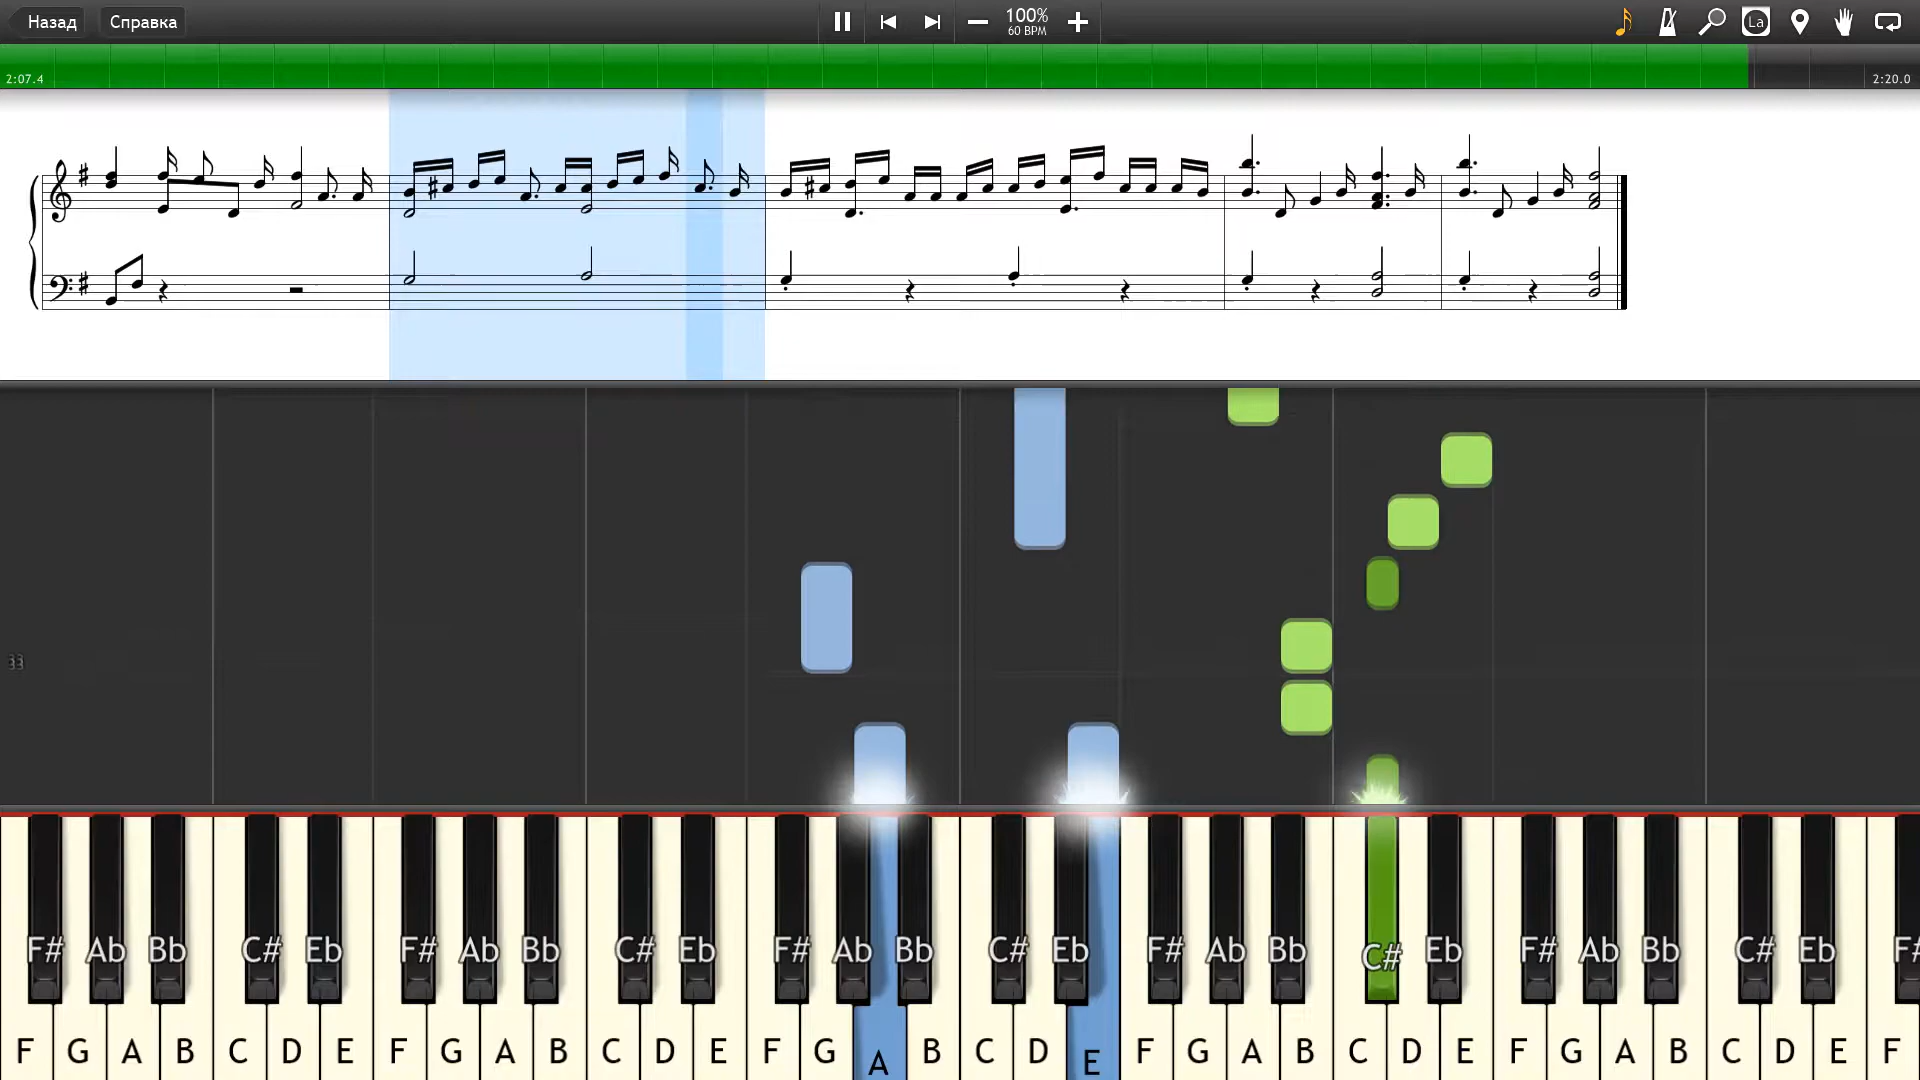 Назад Справка 100% La
60 BPM
2:07.4 2:20.0
33
F# Ab Bb C# Eb F# Ab Bb C# Eb F# Ab Bb C# Eb F# Ab Bb C# Eb F# Ab Bb C# Eb F#
F G A B C D E F G A B C D E F G A B C D E F G A B C D E F G A B C D E F